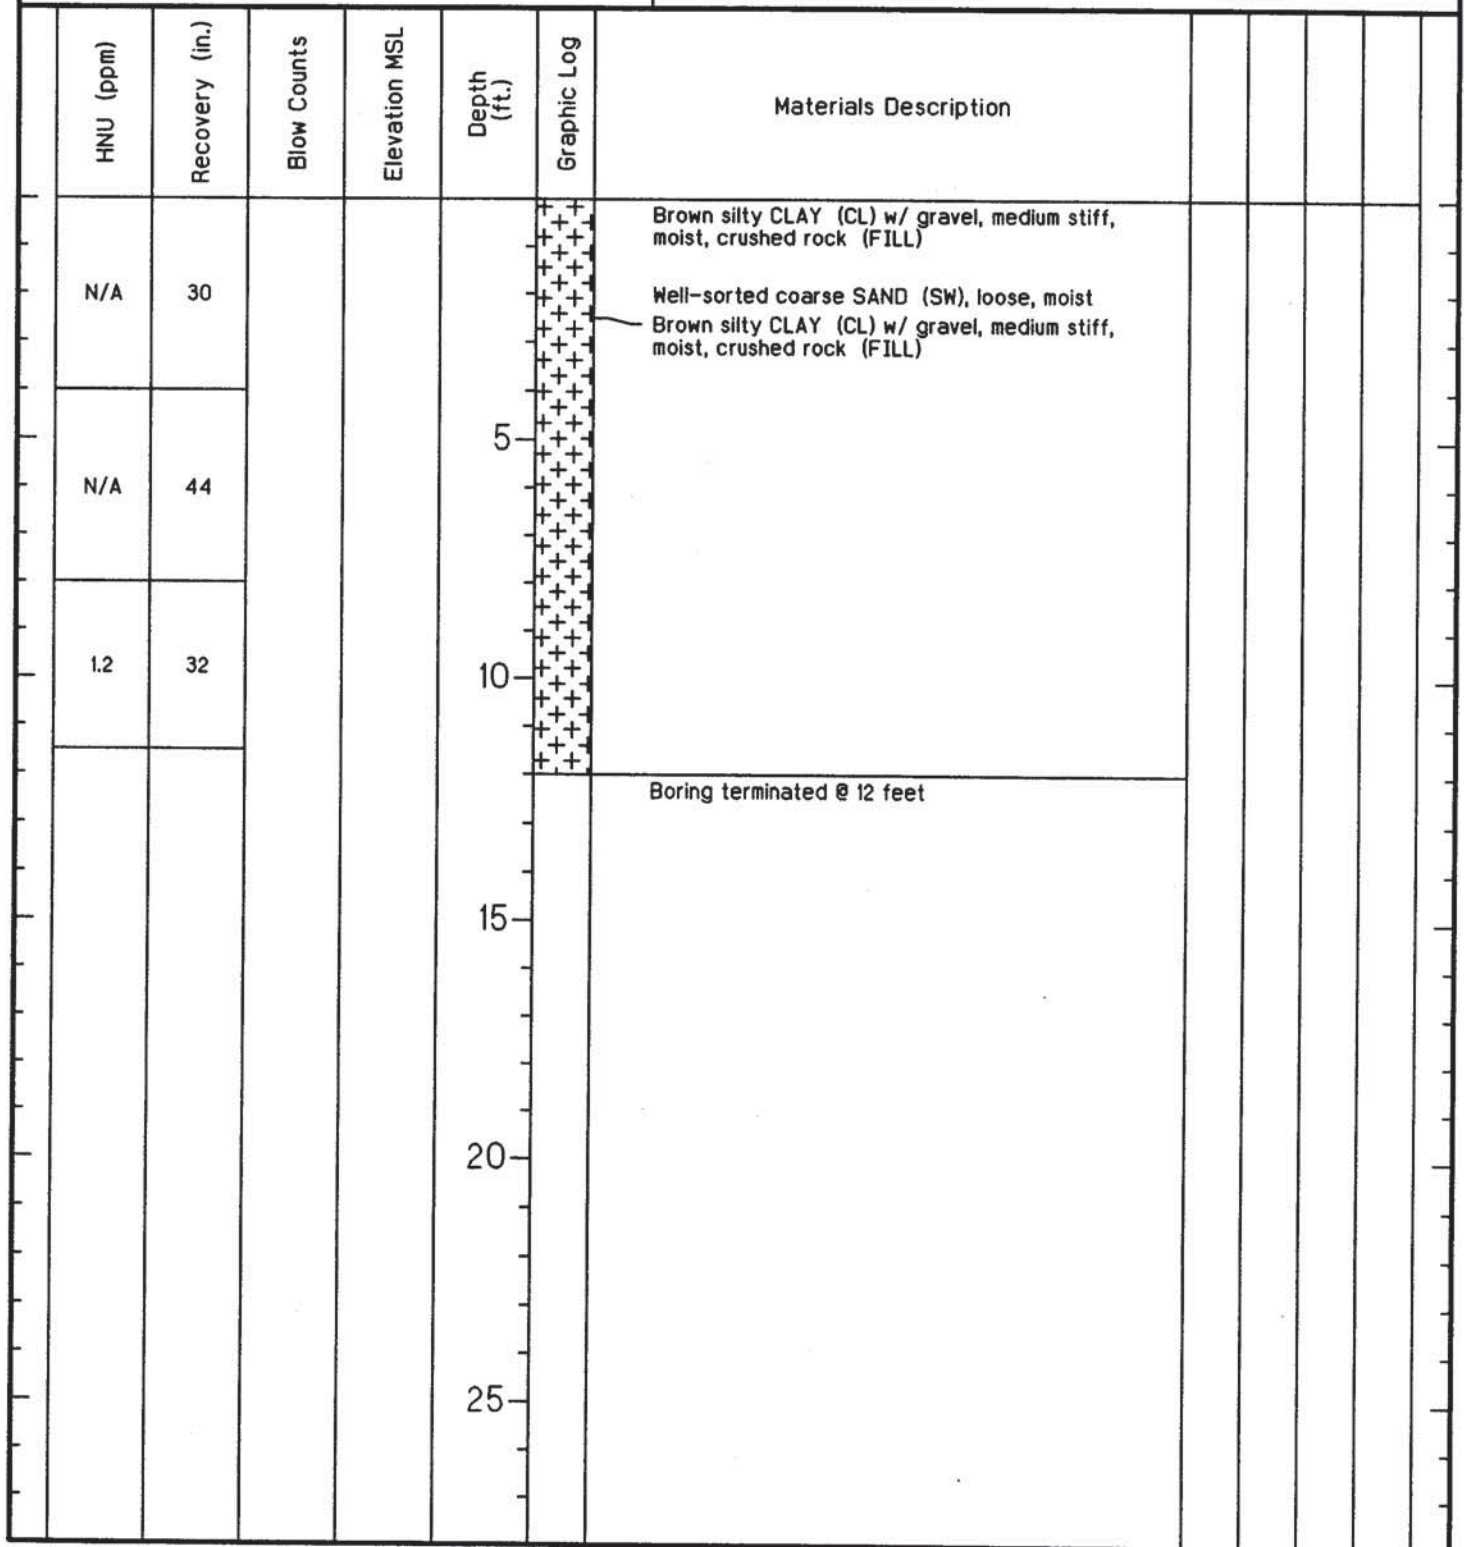 HNU (ppm)
Recovery (in.)
Blow Counts
Elevation MSL
Depth
(ft.)
Graphic Log
Materials Description
Brown silty CLAY (CL) w/ gravel, medium stiff,
moist, crushed rock (FILL)
N/A
30
Well-sorted coarse SAND (SW), loose, moist
Brown silty CLAY (CL) w/ gravel, medium stiff,
moist, crushed rock (FILL)
5
N/A
44
1.2
32
10
Boring terminated @ 12 feet
15
20
25